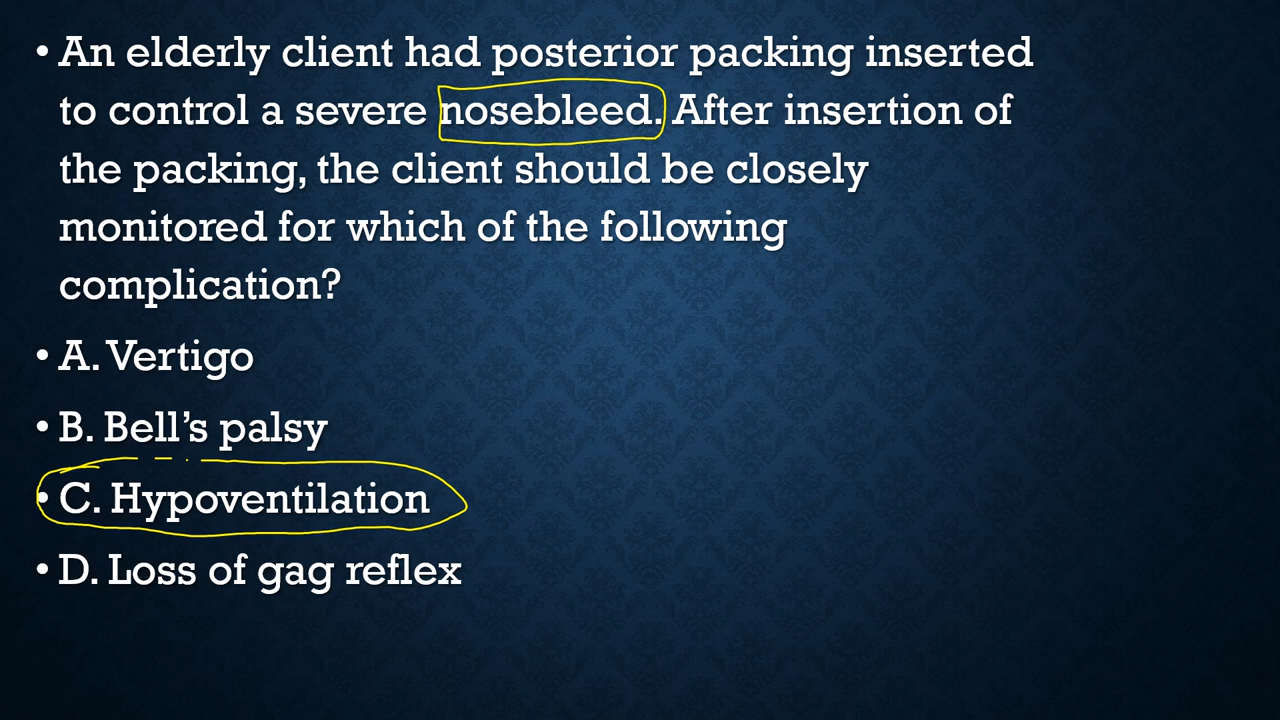 • An elderly client had posterior packing inserted
to control a severe nosebleed. After insertion of
the packing, the client should be closely
monitored for which of the following
complication?
• A. Vertigo
• B. Bell’s palsy
• C. Hypoventilation
• D. Loss of gag reflex